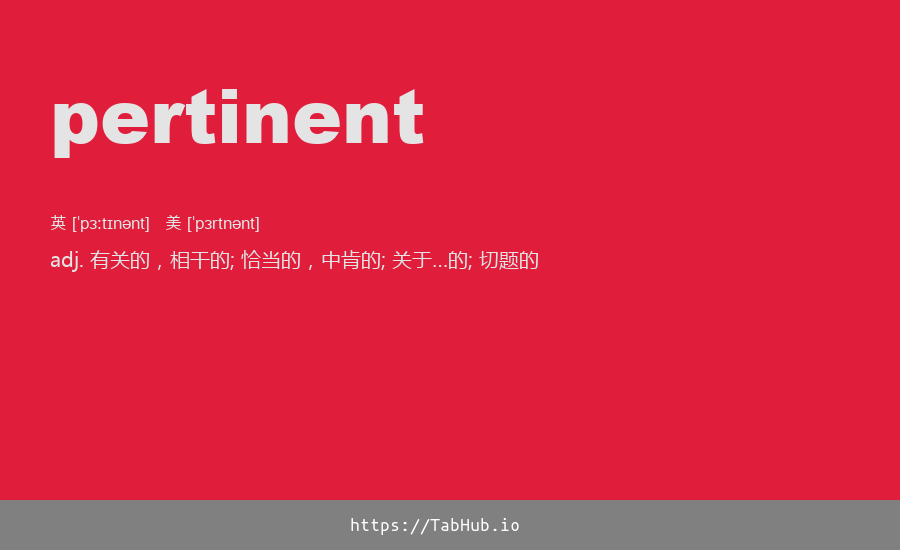 pertinent
英 [ˈpɜːtɪnənt] 美 [ˈpɜrtnənt]
adj. 有关的，相干的; 恰当的，中肯的; 关于…的; 切题的
https://TabHub.io